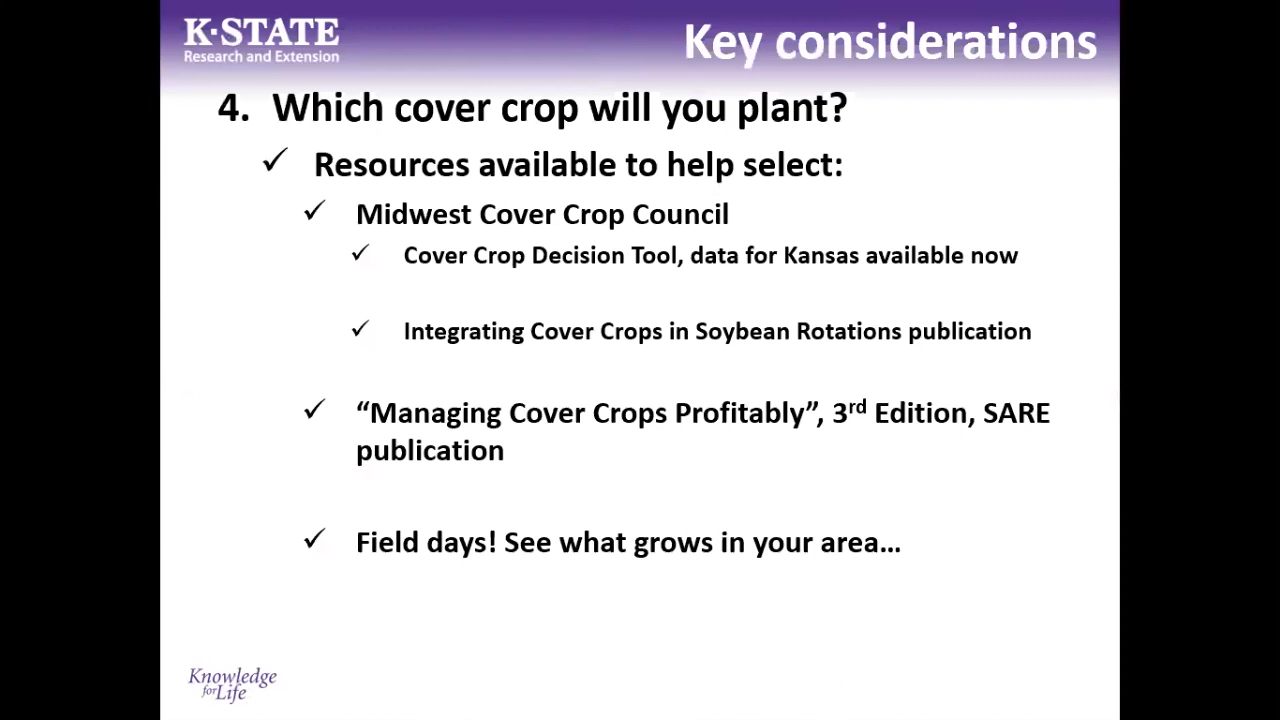 K·STATE
Research and Extension
Key considerations
4. Which cover crop will you plant?
✓ Resources available to help select:
✓ Midwest Cover Crop Council
✓ Cover Crop Decision Tool, data for Kansas available now
✓ Integrating Cover Crops in Soybean Rotations publication
✓ “Managing Cover Crops Profitably”, 3rd Edition, SARE
publication
✓ Field days! See what grows in your area…
Knowledge
for Life